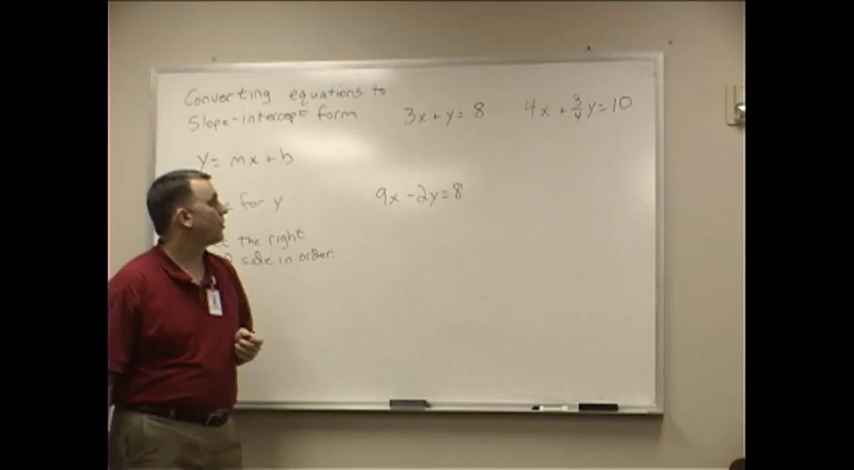 Converting equations to
Slope-intercept form
y = mx + b
for y
the right
side in order.
3x + y = 8
4x + 3/4 y = 10
9x - 2y = 8